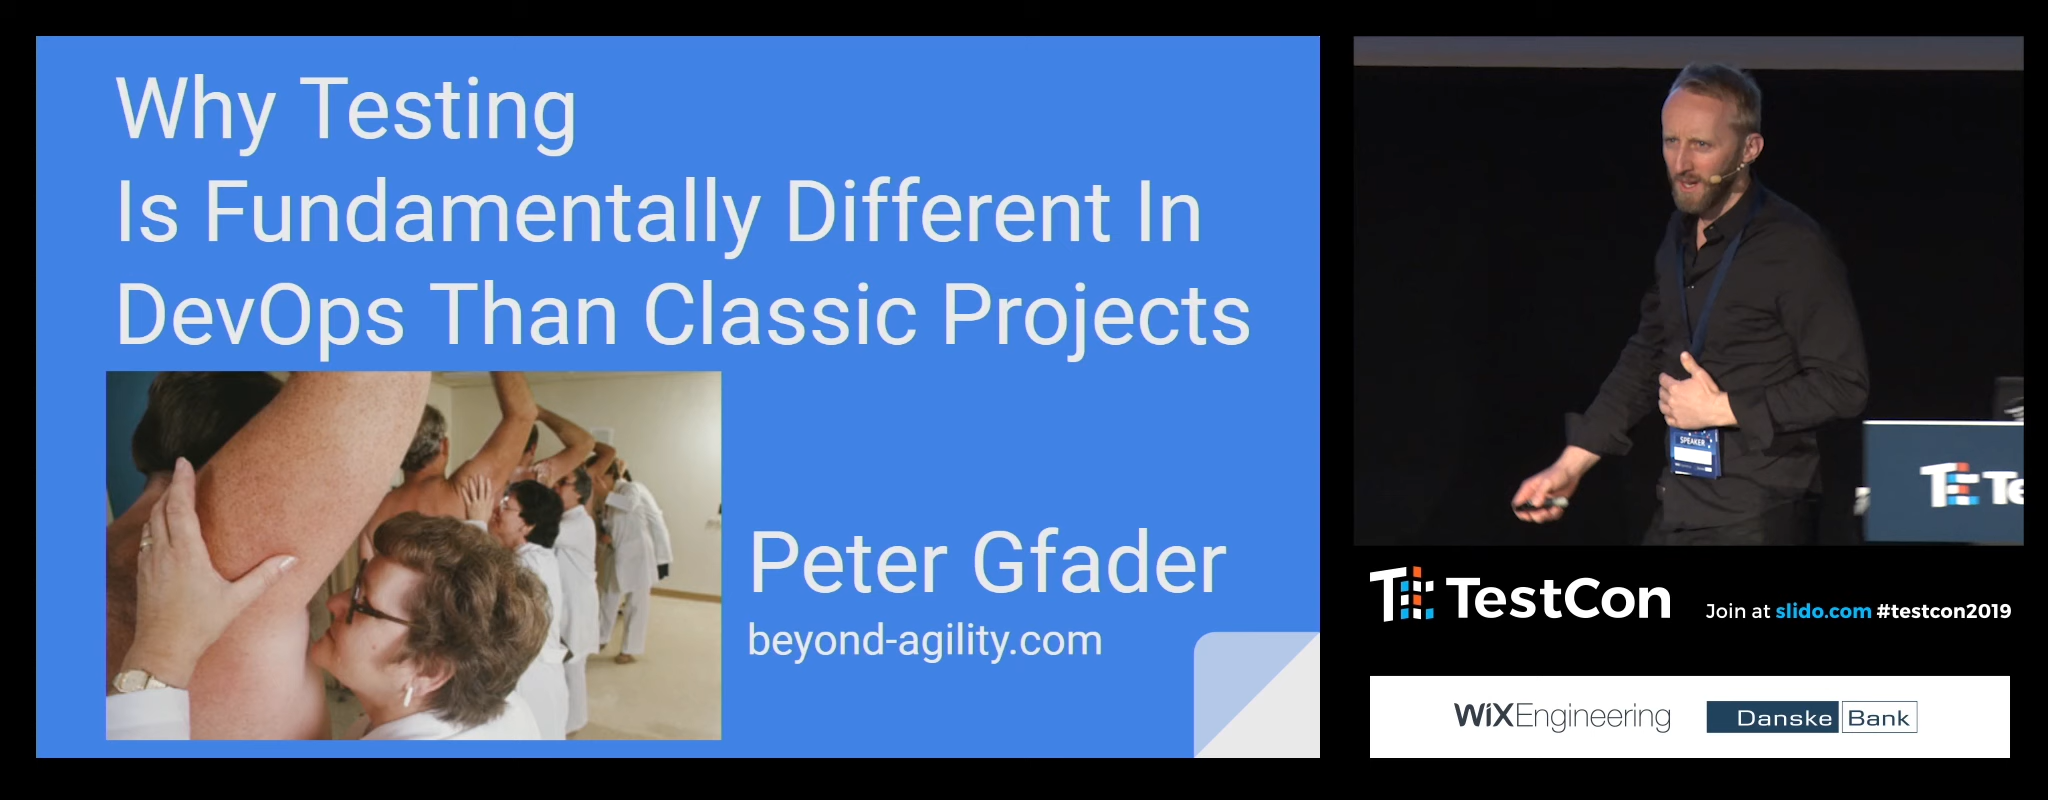 Why Testing
Is Fundamentally Different In
DevOps Than Classic Projects
Peter Gfader
beyond-agility.com
SPEAKER
TestCon
Join at slido.com #testcon2019
WiXEngineering
Danske Bank